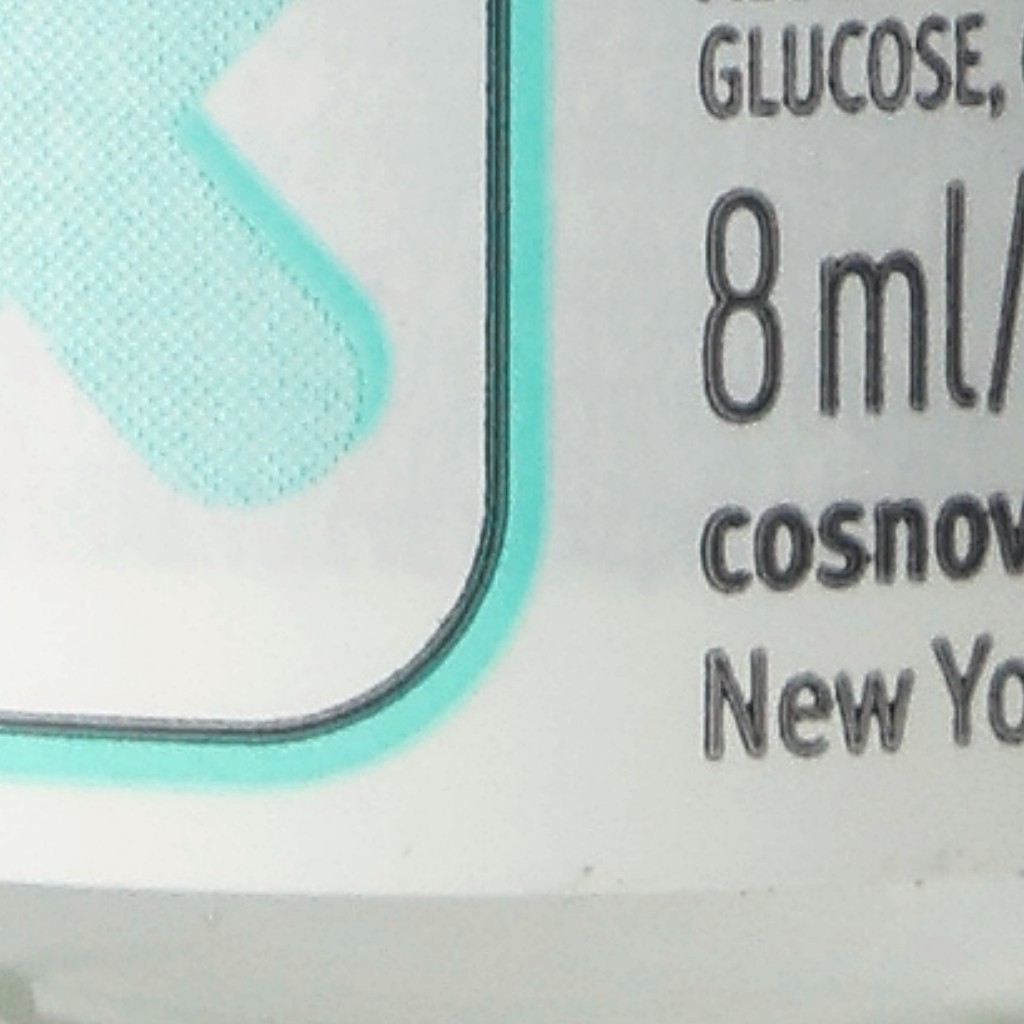 GLUCOSE,
8 ml/
cosnov
New Yo